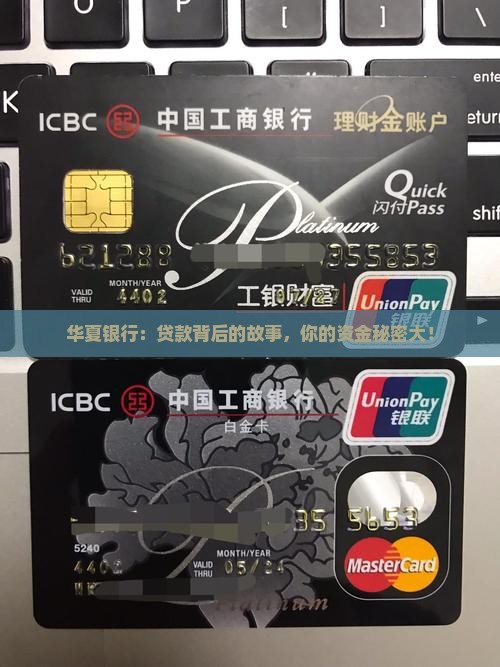 enter
ICBC 中国工商银行 理财金账户
Quick
闪付Pass
Platinum
621288 355853
MONTH/YEAR
VALID
THRU
4402
工银财富
UnionPay
银联
华夏银行：贷款背后的故事，你的资金秘密大！
ICBC 中国工商银行
白金卡
UnionPay
银联
35 5653
5240
MONTH/YEAR
VALID
THRU
05/24
MasterCard
Platinum